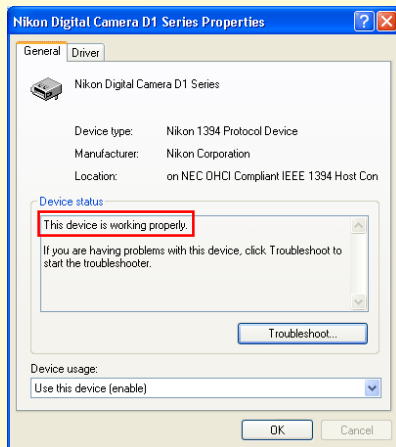 Nikon Digital Camera D1 Series Properties
General Driver
Nikon Digital Camera D1 Series
Device type: Nikon 1394 Protocol Device
Manufacturer: Nikon Corporation
Location: on NEC OHCI Compliant IEEE 1394 Host Con
Device status
This device is working properly.
If you are having problems with this device, click Troubleshoot to
start the troubleshooter.
Troubleshoot...
Device usage:
Use this device (enable)
OK Cancel